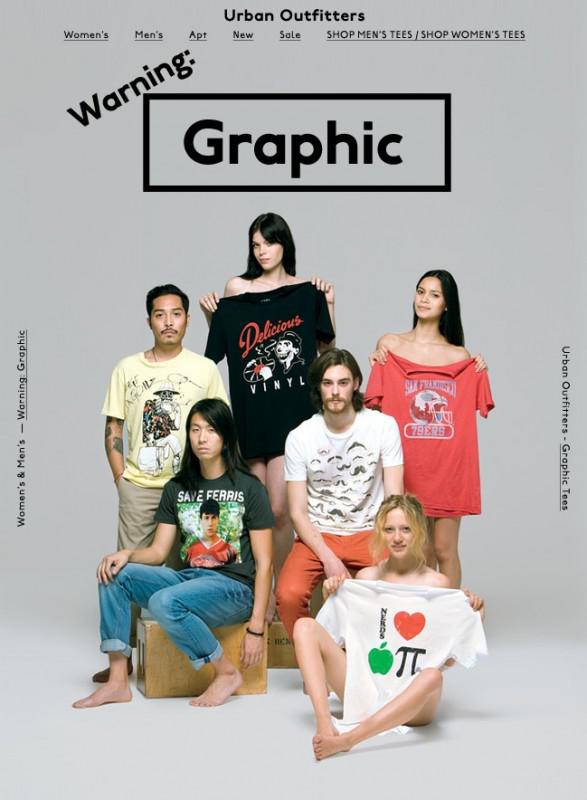 Urban Outfitters
Women's Men's Apt New Sale SHOP MEN'S TEES / SHOP WOMEN'S TEES
Warning:
Graphic
Delicious
VINYL
SAN FRANCISCO
79ERS
SAVE FERRIS
NERDS
π
Women's & Men's — Warning: Graphic
Urban Outfitters - Graphic Tees